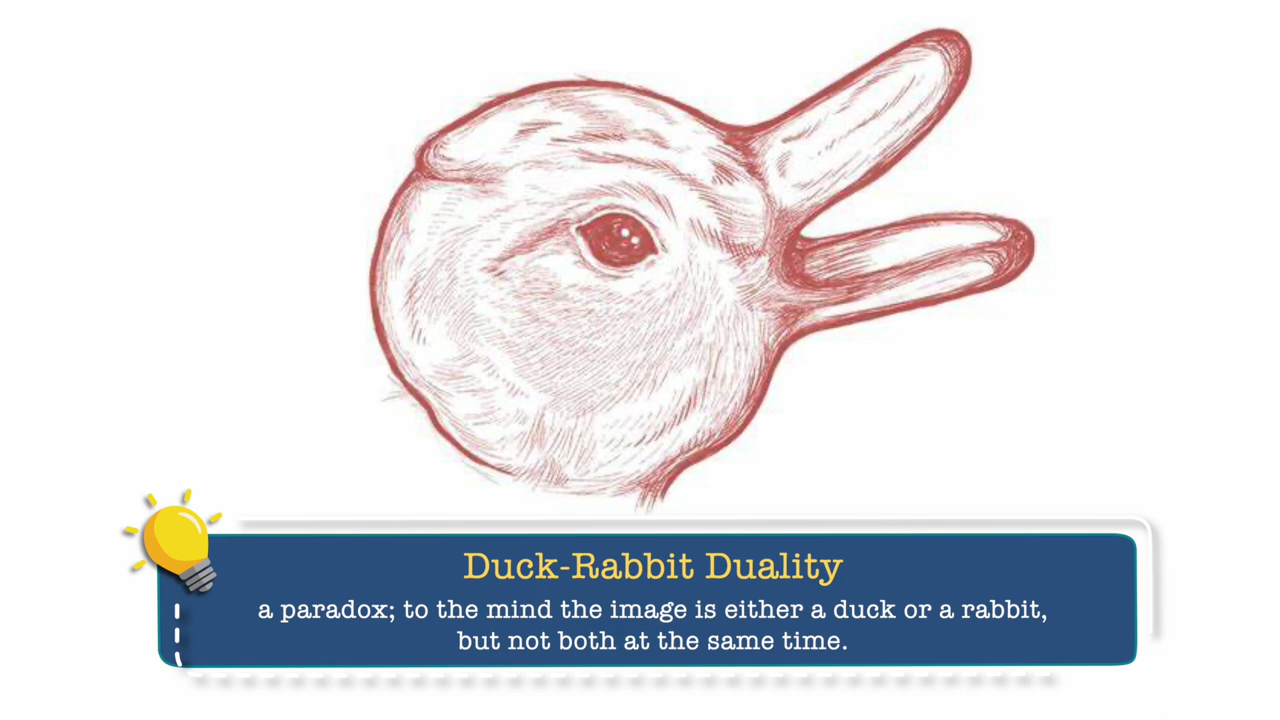 Duck-Rabbit Duality
a paradox; to the mind the image is either a duck or a rabbit,
but not both at the same time.